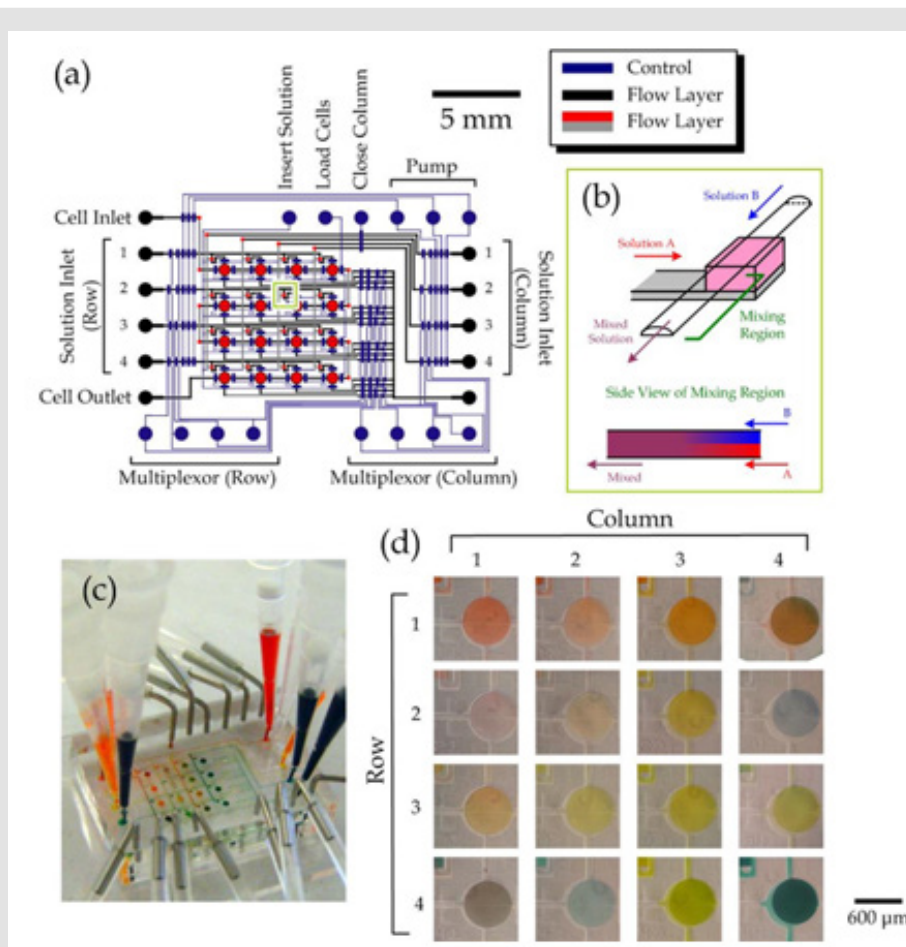 (a)
5 mm
Control
Flow Layer
Flow Layer
Insert Solution
Load Cells
Close Column
Pump
Cell Inlet
Solution Inlet
(Row)
1
2
3
4
Cell Outlet
1
2
3
4
Solution Inlet
(Column)
Multiplexor (Row)
Multiplexor (Column)
(b)
Solution B
Solution A
Mixed
Solution
Mixing
Region
Side View of Mixing Region
B
A
Mixed
(c)
(d)
Column
1 2 3 4
Row
1
2
3
4
600 µm